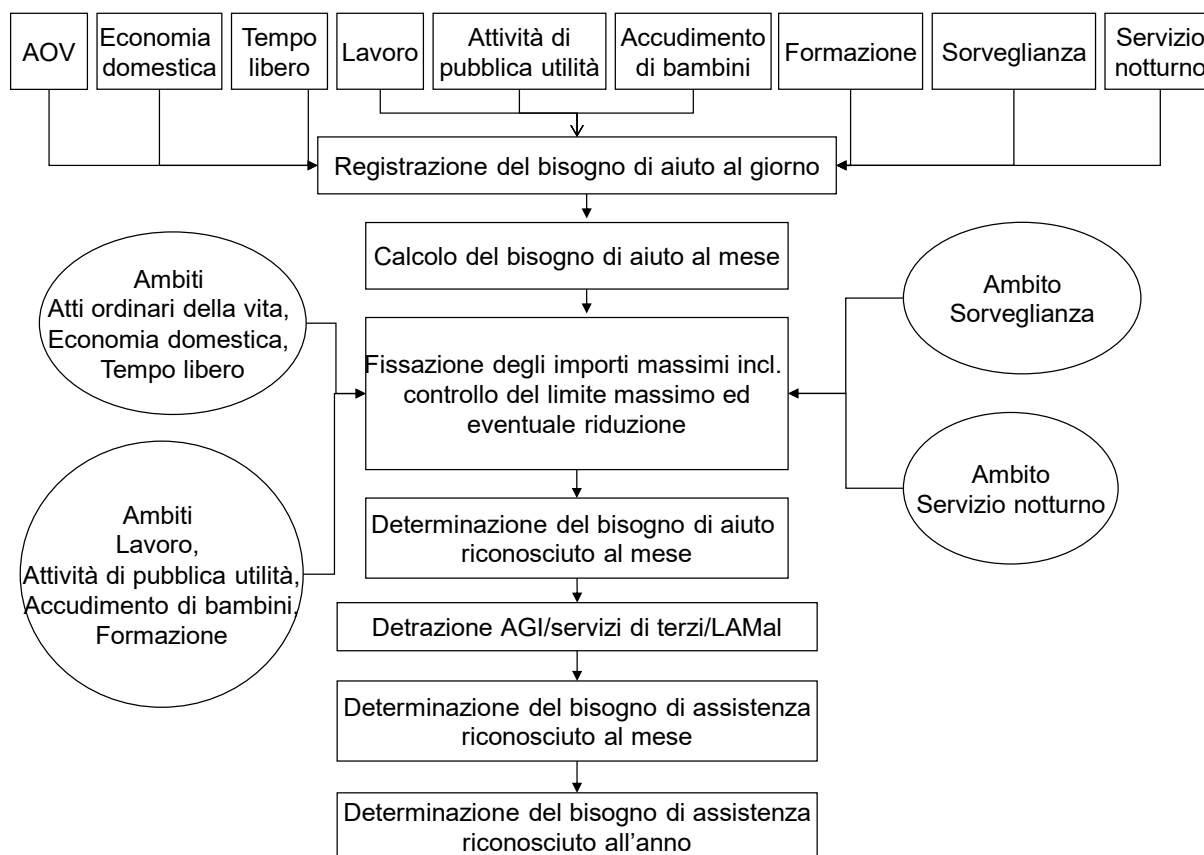 AOV
Economia
domestica
Tempo
libero
Lavoro
Attività di
pubblica utilità
Accudimento
di bambini
Formazione
Sorveglianza
Servizio
notturno
Registrazione del bisogno di aiuto al giorno
Calcolo del bisogno di aiuto al mese
Ambiti
Atti ordinari della vita,
Economia domestica,
Tempo libero
Ambito
Sorveglianza
Fissazione degli importi massimi incl.
controllo del limite massimo ed
eventuale riduzione
Ambiti
Lavoro,
Attività di pubblica utilità,
Accudimento di bambini,
Formazione
Ambito
Servizio notturno
Determinazione del bisogno di aiuto
riconosciuto al mese
Detrazione AGI/servizi di terzi/LAMal
Determinazione del bisogno di assistenza
riconosciuto al mese
Determinazione del bisogno di assistenza
riconosciuto all'anno